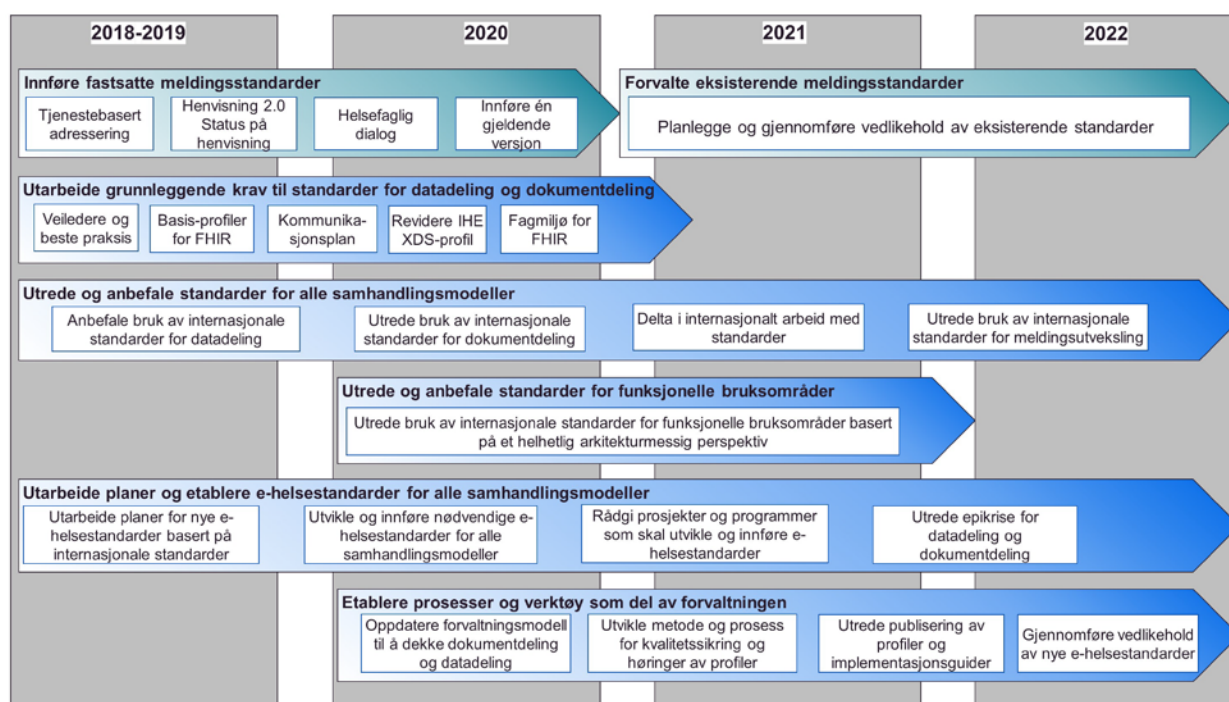 2018-2019
2020
2021
2022
Innføre fastsatte meldingsstandarder
Tjenestebasert
adressering
Henvisning 2.0
Status på
henvisning
Helsefaglig
dialog
Innføre én
gjeldende
versjon
Forvalte eksisterende meldingsstandarder
Planlegge og gjennomføre vedlikehold av eksisterende standarder
Utarbeide grunnleggende krav til standarder for datadeling og dokumentdeling
Veiledere og
beste praksis
Basis-profiler
for FHIR
Kommunika-
sjonsplan
Revidere IHE
XDS-profil
Fagmiljø for
FHIR
Utrede og anbefale standarder for alle samhandlingsmodeller
Anbefale bruk av internasjonale
standarder for datadeling
Utrede bruk av internasjonale
standarder for dokumentdeling
Delta i internasjonalt arbeid med
standarder
Utrede bruk av internasjonale
standarder for meldingsutveksling
Utrede og anbefale standarder for funksjonelle bruksområder
Utrede bruk av internasjonale standarder for funksjonelle bruksområder basert
på et helhetlig arkitekturmessig perspektiv
Utarbeide planer og etablere e-helsestandarder for alle samhandlingsmodeller
Utarbeide planer for nye e-
helsestandarder basert på
internasjonale standarder
Utvikle og innføre nødvendige e-
helsestandarder for alle
samhandlingsmodeller
Rådgi prosjekter og programmer
som skal utvikle og innføre e-
helsestandarder
Utrede epikrise for
datadeling og
dokumentdeling
Etablere prosesser og verktøy som del av forvaltningen
Oppdatere forvaltningsmodell
til å dekke dokumentdeling
og datadeling
Utvikle metode og prosess
for kvalitetssikring og
høringer av profiler
Utrede publisering av
profiler og
implementasjonsguider
Gjennomføre vedlikehold
av nye e-helsestandarder